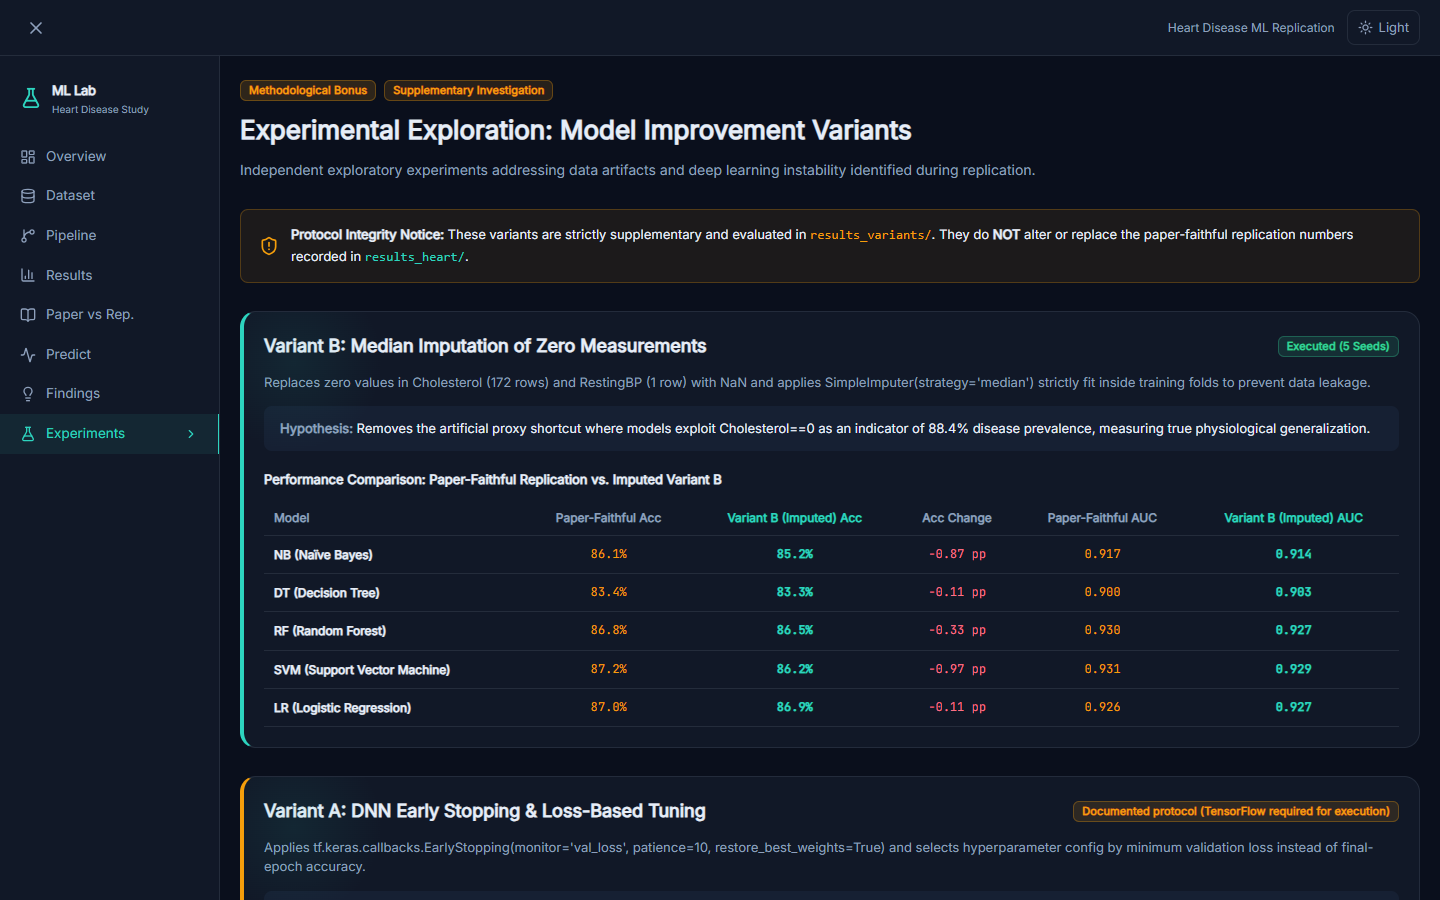 Heart Disease ML Replication
Light
ML Lab
Heart Disease Study
Overview
Dataset
Pipeline
Results
Paper vs Rep.
Predict
Findings
Experiments
Methodological Bonus
Supplementary Investigation
Experimental Exploration: Model Improvement Variants
Independent exploratory experiments addressing data artifacts and deep learning instability identified during replication.
Protocol Integrity Notice: These variants are strictly supplementary and evaluated in results_variants/. They do NOT alter or replace the paper-faithful replication numbers
recorded in results_heart/.
Variant B: Median Imputation of Zero Measurements
Executed (5 Seeds)
Replaces zero values in Cholesterol (172 rows) and RestingBP (1 row) with NaN and applies SimpleImputer(strategy='median') strictly fit inside training folds to prevent data leakage.
Hypothesis: Removes the artificial proxy shortcut where models exploit Cholesterol==0 as an indicator of 88.4% disease prevalence, measuring true physiological generalization.
Performance Comparison: Paper-Faithful Replication vs. Imputed Variant B
Model Paper-Faithful Acc Variant B (Imputed) Acc Acc Change Paper-Faithful AUC Variant B (Imputed) AUC
NB (Naïve Bayes) 86.1% 85.2% -0.87 pp 0.917 0.914
DT (Decision Tree) 83.4% 83.3% -0.11 pp 0.900 0.903
RF (Random Forest) 86.8% 86.5% -0.33 pp 0.930 0.927
SVM (Support Vector Machine) 87.2% 86.2% -0.97 pp 0.931 0.929
LR (Logistic Regression) 87.0% 86.9% -0.11 pp 0.926 0.927
Variant A: DNN Early Stopping & Loss-Based Tuning
Documented protocol (TensorFlow required for execution)
Applies tf.keras.callbacks.EarlyStopping(monitor='val_loss', patience=10, restore_best_weights=True) and selects hyperparameter config by minimum validation loss instead of final-
epoch accuracy.